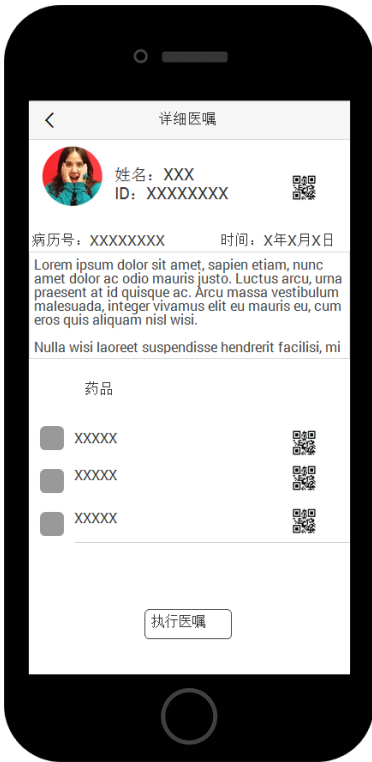 详细医嘱
姓名：XXX
ID：XXXXXXXX
病历号：XXXXXXXX 时间：X年X月X日
Lorem ipsum dolor sit amet, sapien etiam, nunc
amet dolor ac odio mauris justo. Luctus arcu, urna
praesent at id quisque ac. Arcu massa vestibulum
malesuada, integer vivamus elit eu mauris eu, cum
eros quis aliquam nisl wisi.
Nulla wisi laoreet suspendisse hendrerit facilisi, mi
药品
XXXXX
XXXXX
XXXXX
执行医嘱